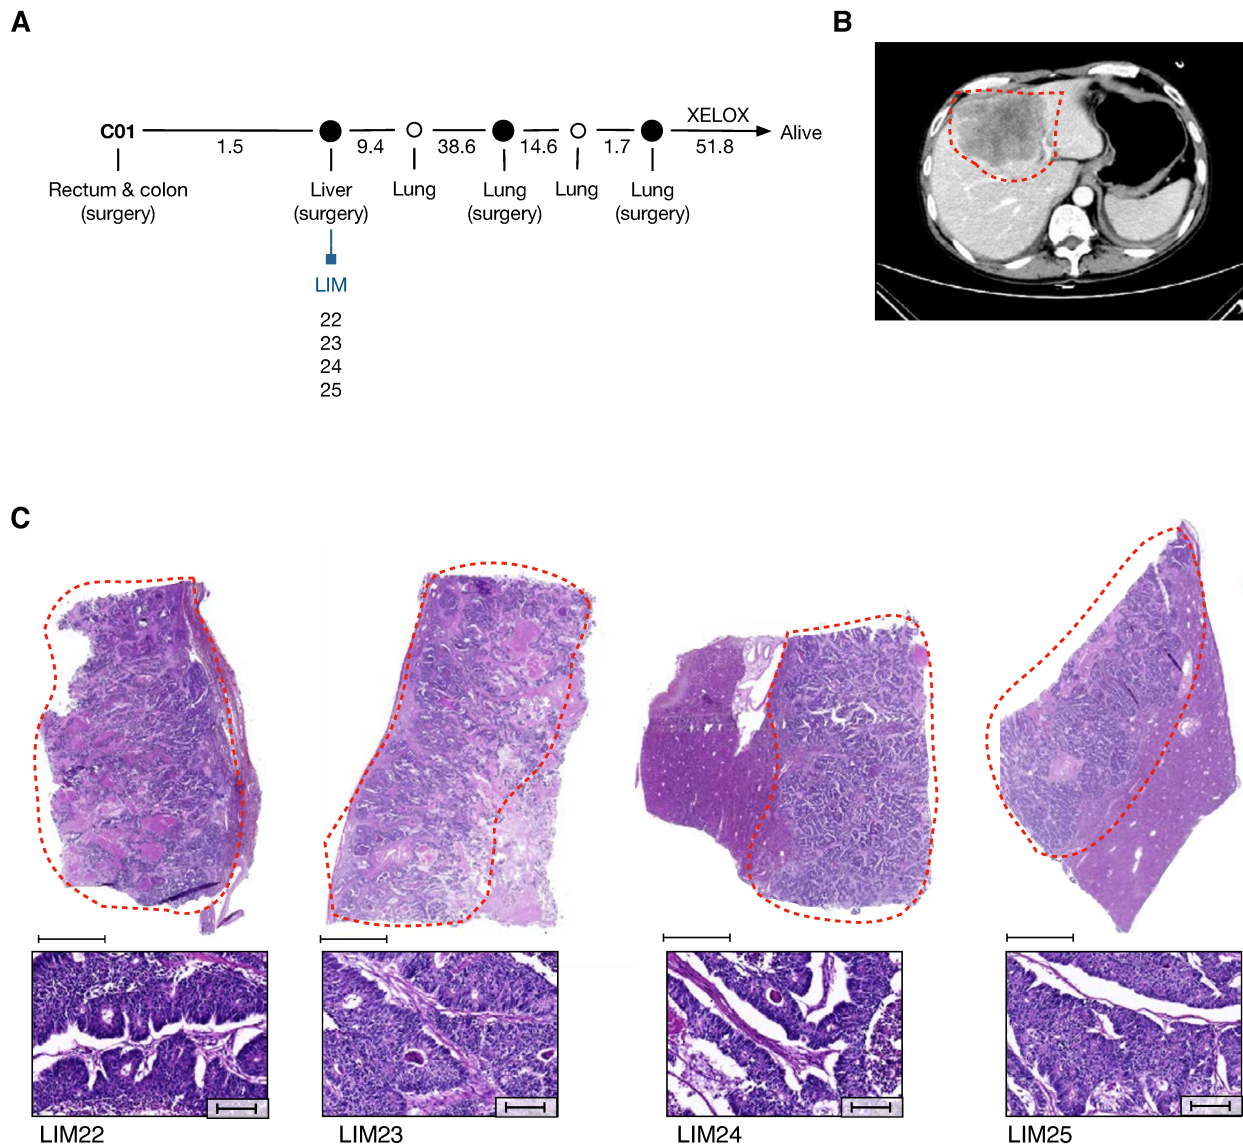 A
B
C01
1.5
9.4
38.6
14.6
1.7
XELOX
51.8
Alive
Rectum & colon
(surgery)
Liver
(surgery)
Lung
Lung
(surgery)
Lung
Lung
(surgery)
LIM
22
23
24
25
C
LIM22
LIM23
LIM24
LIM25